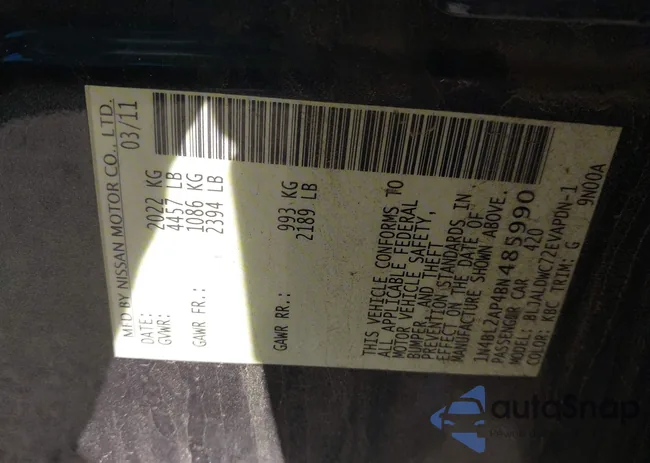 MFD BY NISSAN MOTOR CO., LTD.
DATE: 03/11
GVWR: 2022 KG
4457 LB
GAWR FR.: 1086 KG
2394 LB
GAWR RR.: 993 KG
2189 LB
THIS VEHICLE CONFORMS TO
ALL APPLICABLE FEDERAL
MOTOR VEHICLE SAFETY,
BUMPER, AND THEFT
PREVENTION STANDARDS IN
EFFECT ON THE DATE OF
MANUFACTURE SHOWN ABOVE.
1N4BL2AP4BN485990
PASSENGER CAR 420
MODEL: BLJALDWC72EVAPDN-1
COLOR: KBC TRIM: G 9N00A
autoSnap